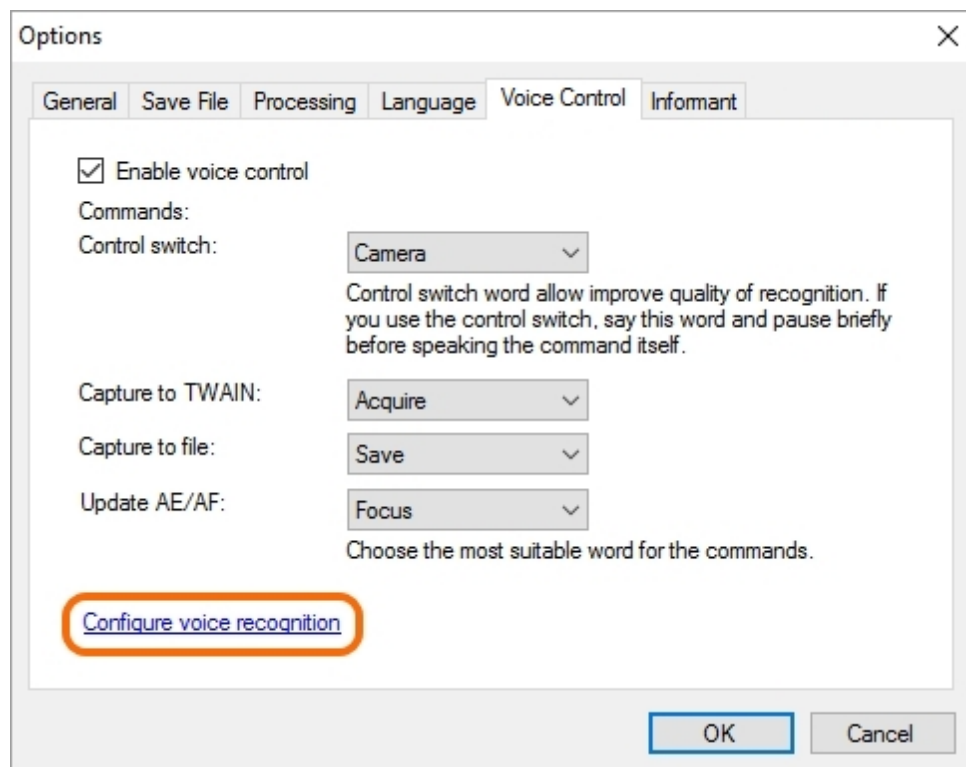 Options
General Save File Processing Language Voice Control Informant
Enable voice control
Commands:
Control switch: Camera
Control switch word allow improve quality of recognition. If
you use the control switch, say this word and pause briefly
before speaking the command itself.
Capture to TWAIN: Acquire
Capture to file: Save
Update AE/AF: Focus
Choose the most suitable word for the commands.
Configure voice recognition
OK Cancel